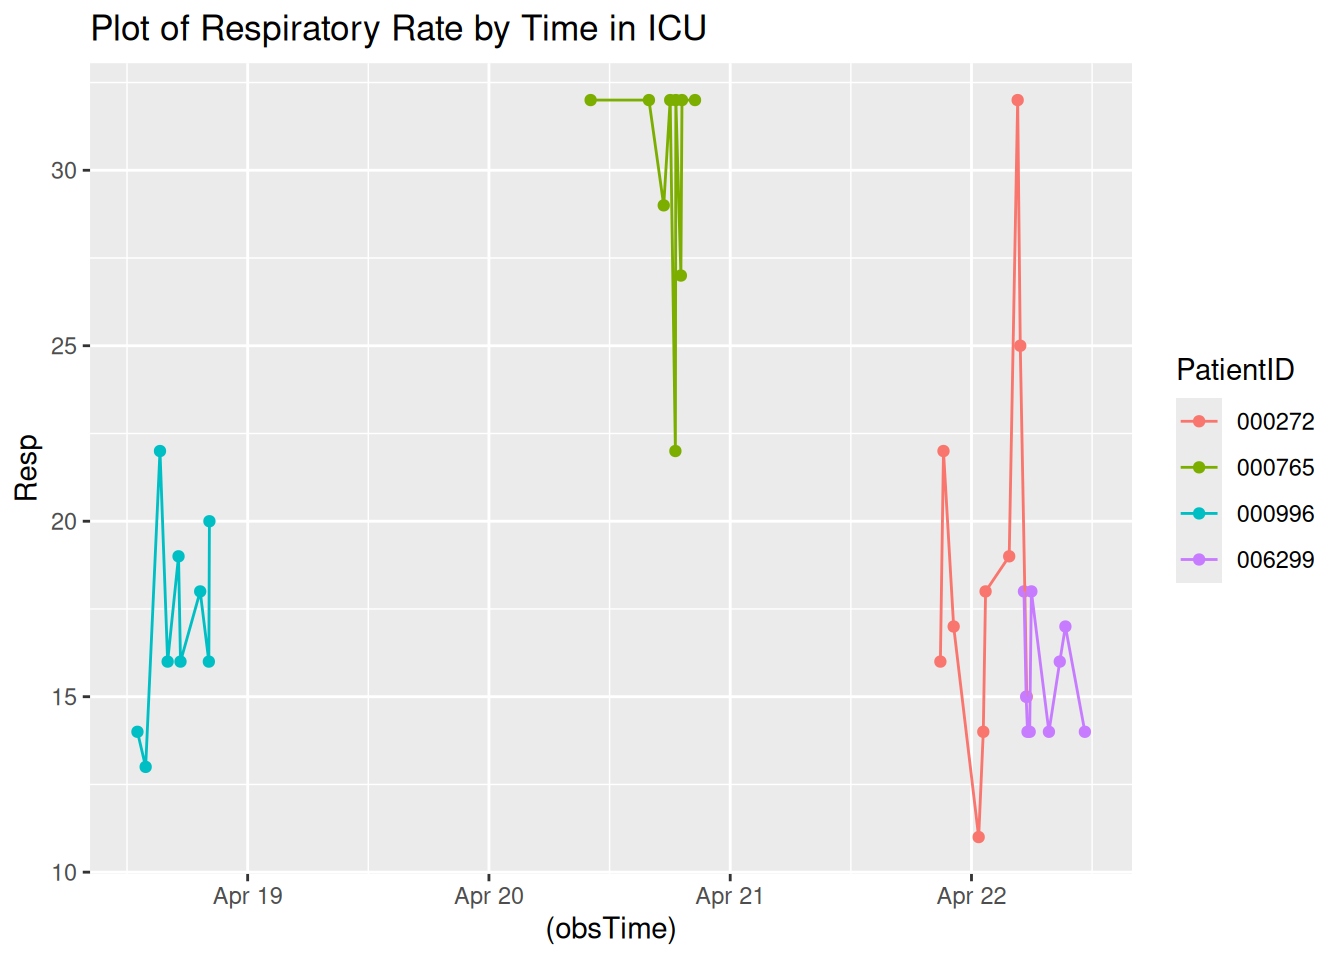 Plot of Respiratory Rate by Time in ICU
Resp
30
25
20
15
10
Apr 19
Apr 20
Apr 21
Apr 22
(obsTime)
PatientID
000272
000765
000996
006299